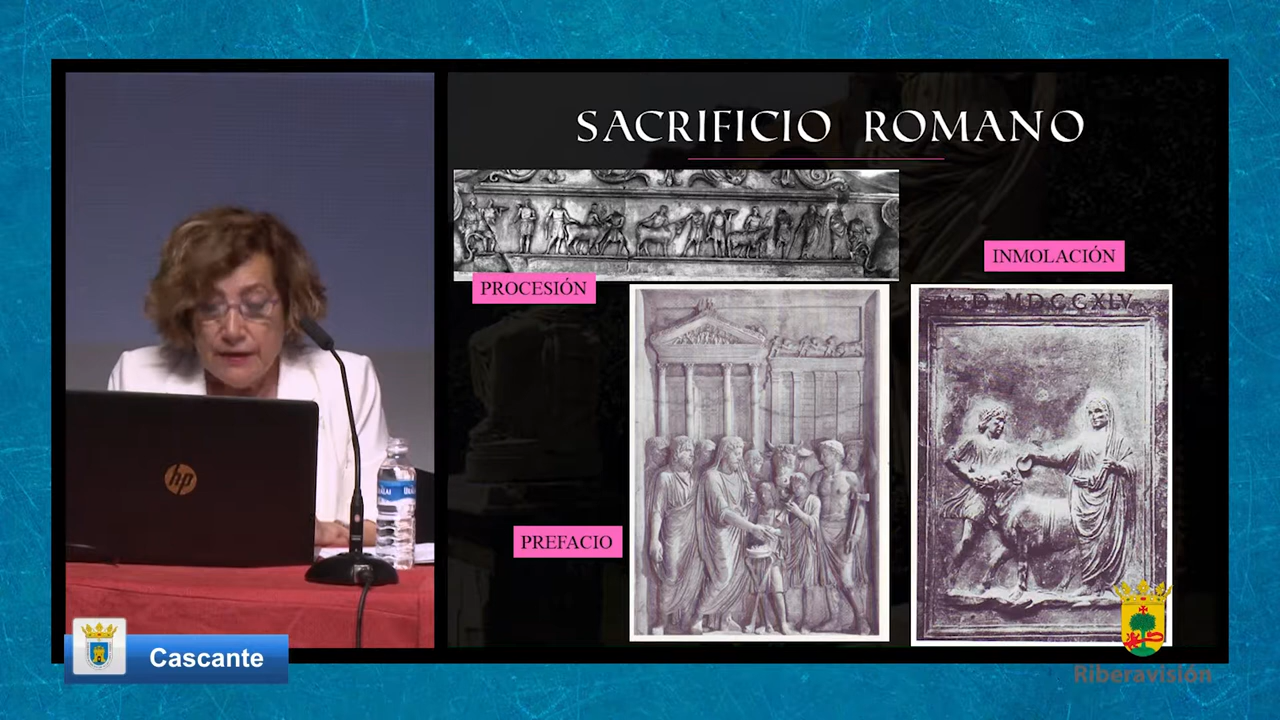 SACRIFICIO ROMANO
INMOLACIÓN
PROCESIÓN
A · D MDCCXLV
PREFACIO
hp
Cascante
Riberavisión